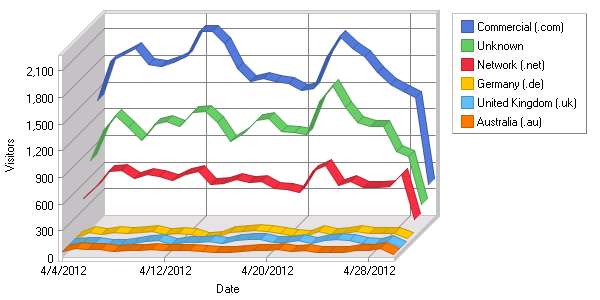 Commercial (.com)
Unknown
Network (.net)
Germany (.de)
United Kingdom (.uk)
Australia (.au)
Visitors
2,100
1,800
1,500
1,200
900
600
300
0
4/4/2012
4/12/2012
4/20/2012
4/28/2012
Date